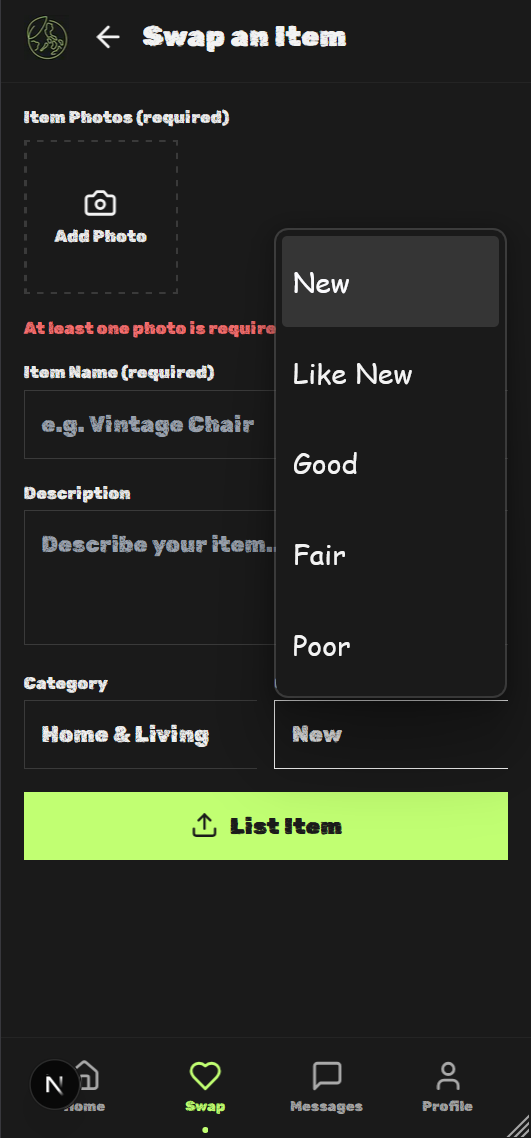 Swap an Item
Item Photos (required)
Add Photo
At least one photo is require
Item Name (required)
e.g. Vintage Chair
Description
Describe your item...
New
Like New
Good
Fair
Poor
Category
Home & Living
New
List Item
N
ome
Swap
Messages
Profile